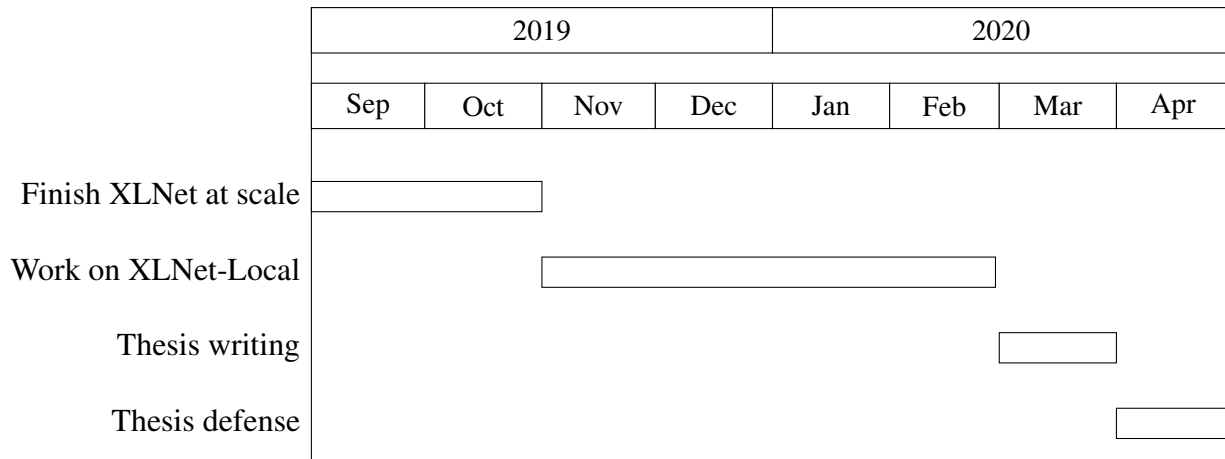 2019 2020
Sep Oct Nov Dec Jan Feb Mar Apr
Finish XLNet at scale
Work on XLNet-Local
Thesis writing
Thesis defense